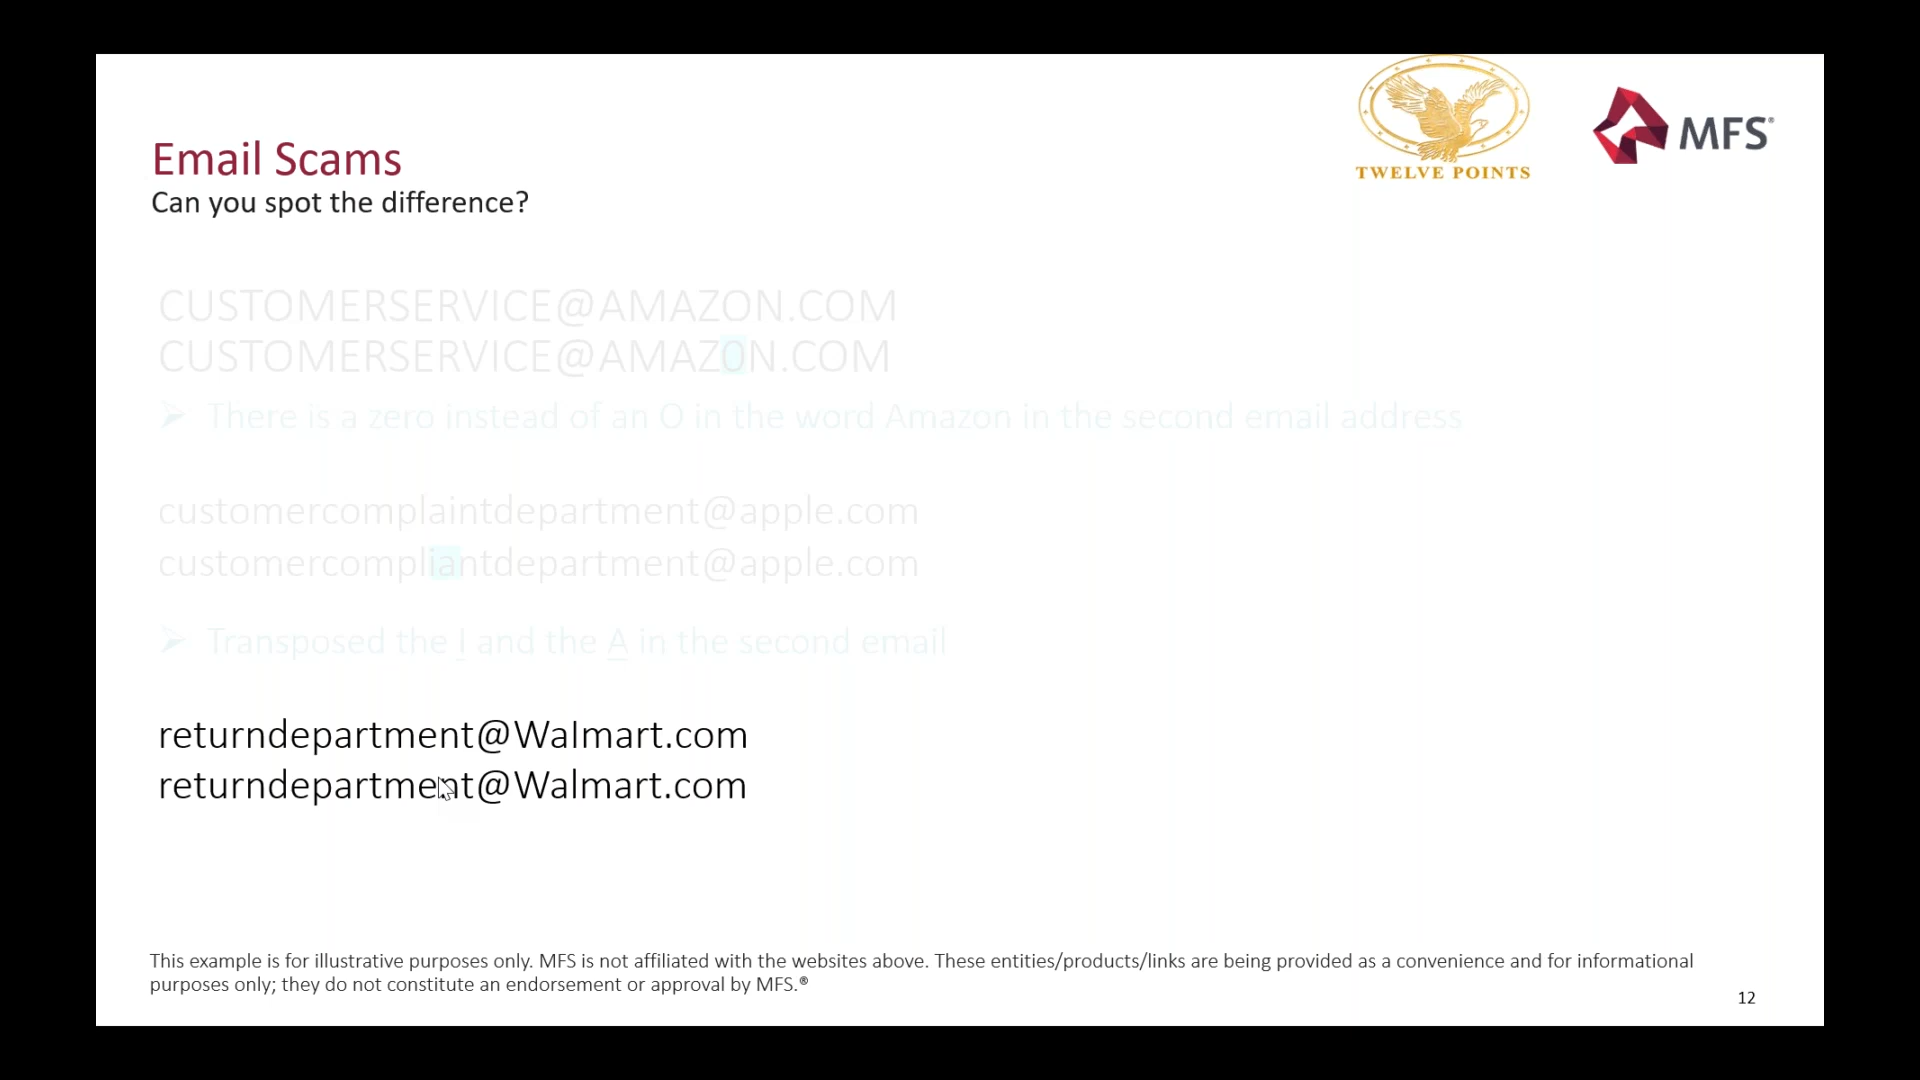 TWELVE POINTS
MFS®
Email Scams
Can you spot the difference?
CUSTOMERSERVICE@AMAZON.COM
CUSTOMERSERVICE@AMAZ0N.COM
➢ There is a zero instead of an O in the word Amazon in the second email address
customercomplaintdepartment@apple.com
customercompliantdepartment@apple.com
➢ Transposed the I and the A in the second email
returndepartment@WaImart.com
returndepartment@Walmart.com
This example is for illustrative purposes only. MFS is not affiliated with the websites above. These entities/products/links are being provided as a convenience and for informational
purposes only; they do not constitute an endorsement or approval by MFS.®
12